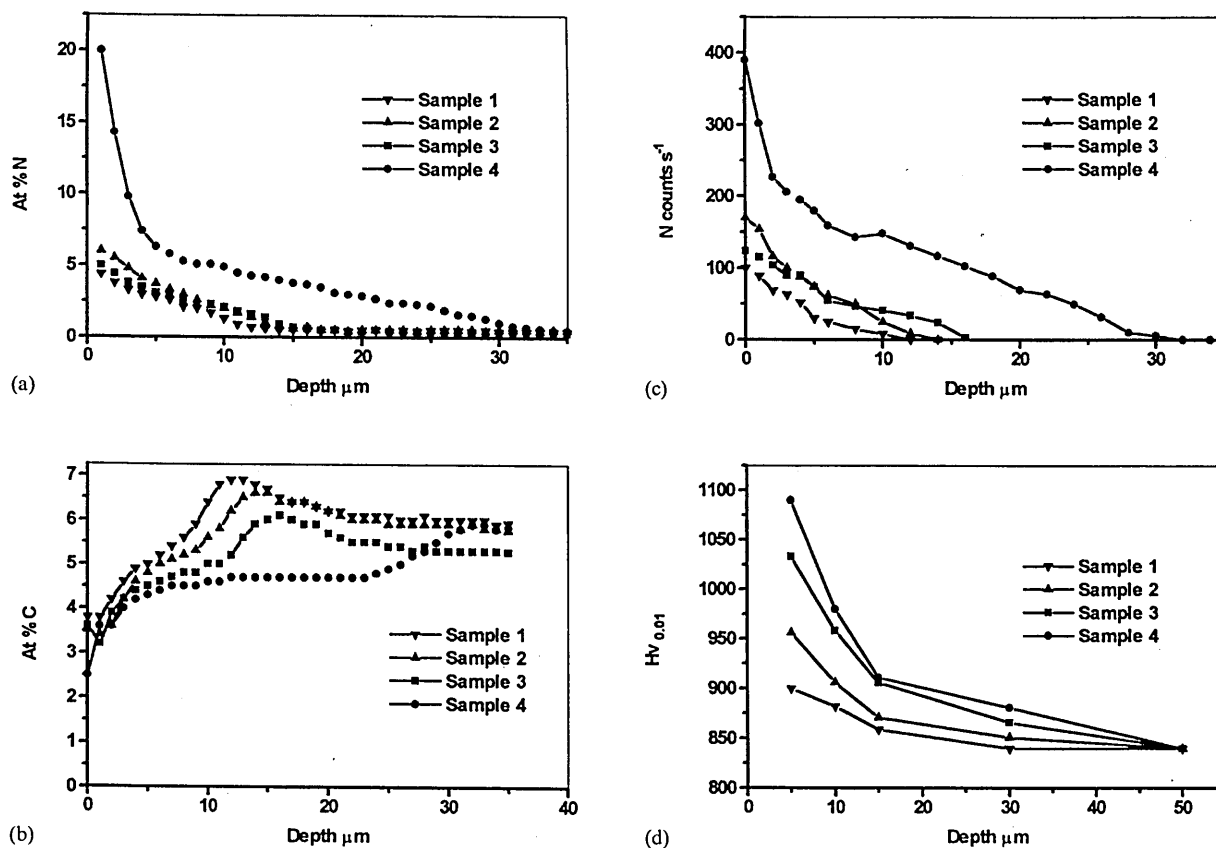 20
15
10
5
0
At % N
Sample 1
Sample 2
Sample 3
Sample 4
0 10 20 30
Depth μm
(a)
400
300
200
100
0
N counts s⁻¹
Sample 1
Sample 2
Sample 3
Sample 4
0 10 20 30
Depth μm
(c)
7
6
5
4
3
2
1
0
At % C
Sample 1
Sample 2
Sample 3
Sample 4
0 10 20 30 40
Depth μm
(b)
1100
1050
1000
950
900
850
800
Hv 0.01
Sample 1
Sample 2
Sample 3
Sample 4
0 10 20 30 40 50
Depth μm
(d)